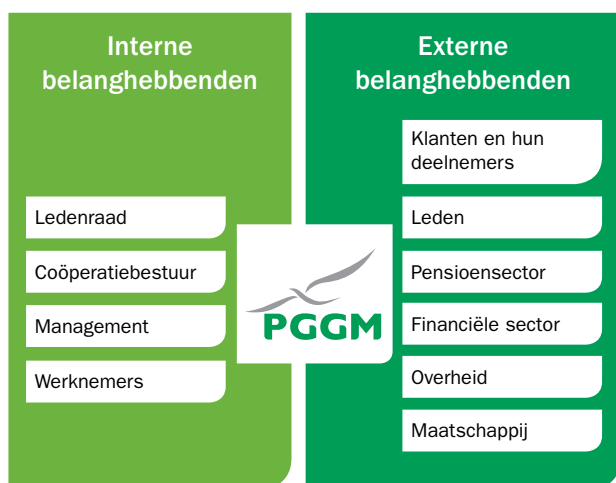 Interne
belanghebbenden
Ledenraad
Coöperatiebestuur
Management
Werknemers
PGGM
Externe
belanghebbenden
Klanten en hun
deelnemers
Leden
Pensioensector
Financiële sector
Overheid
Maatschappij